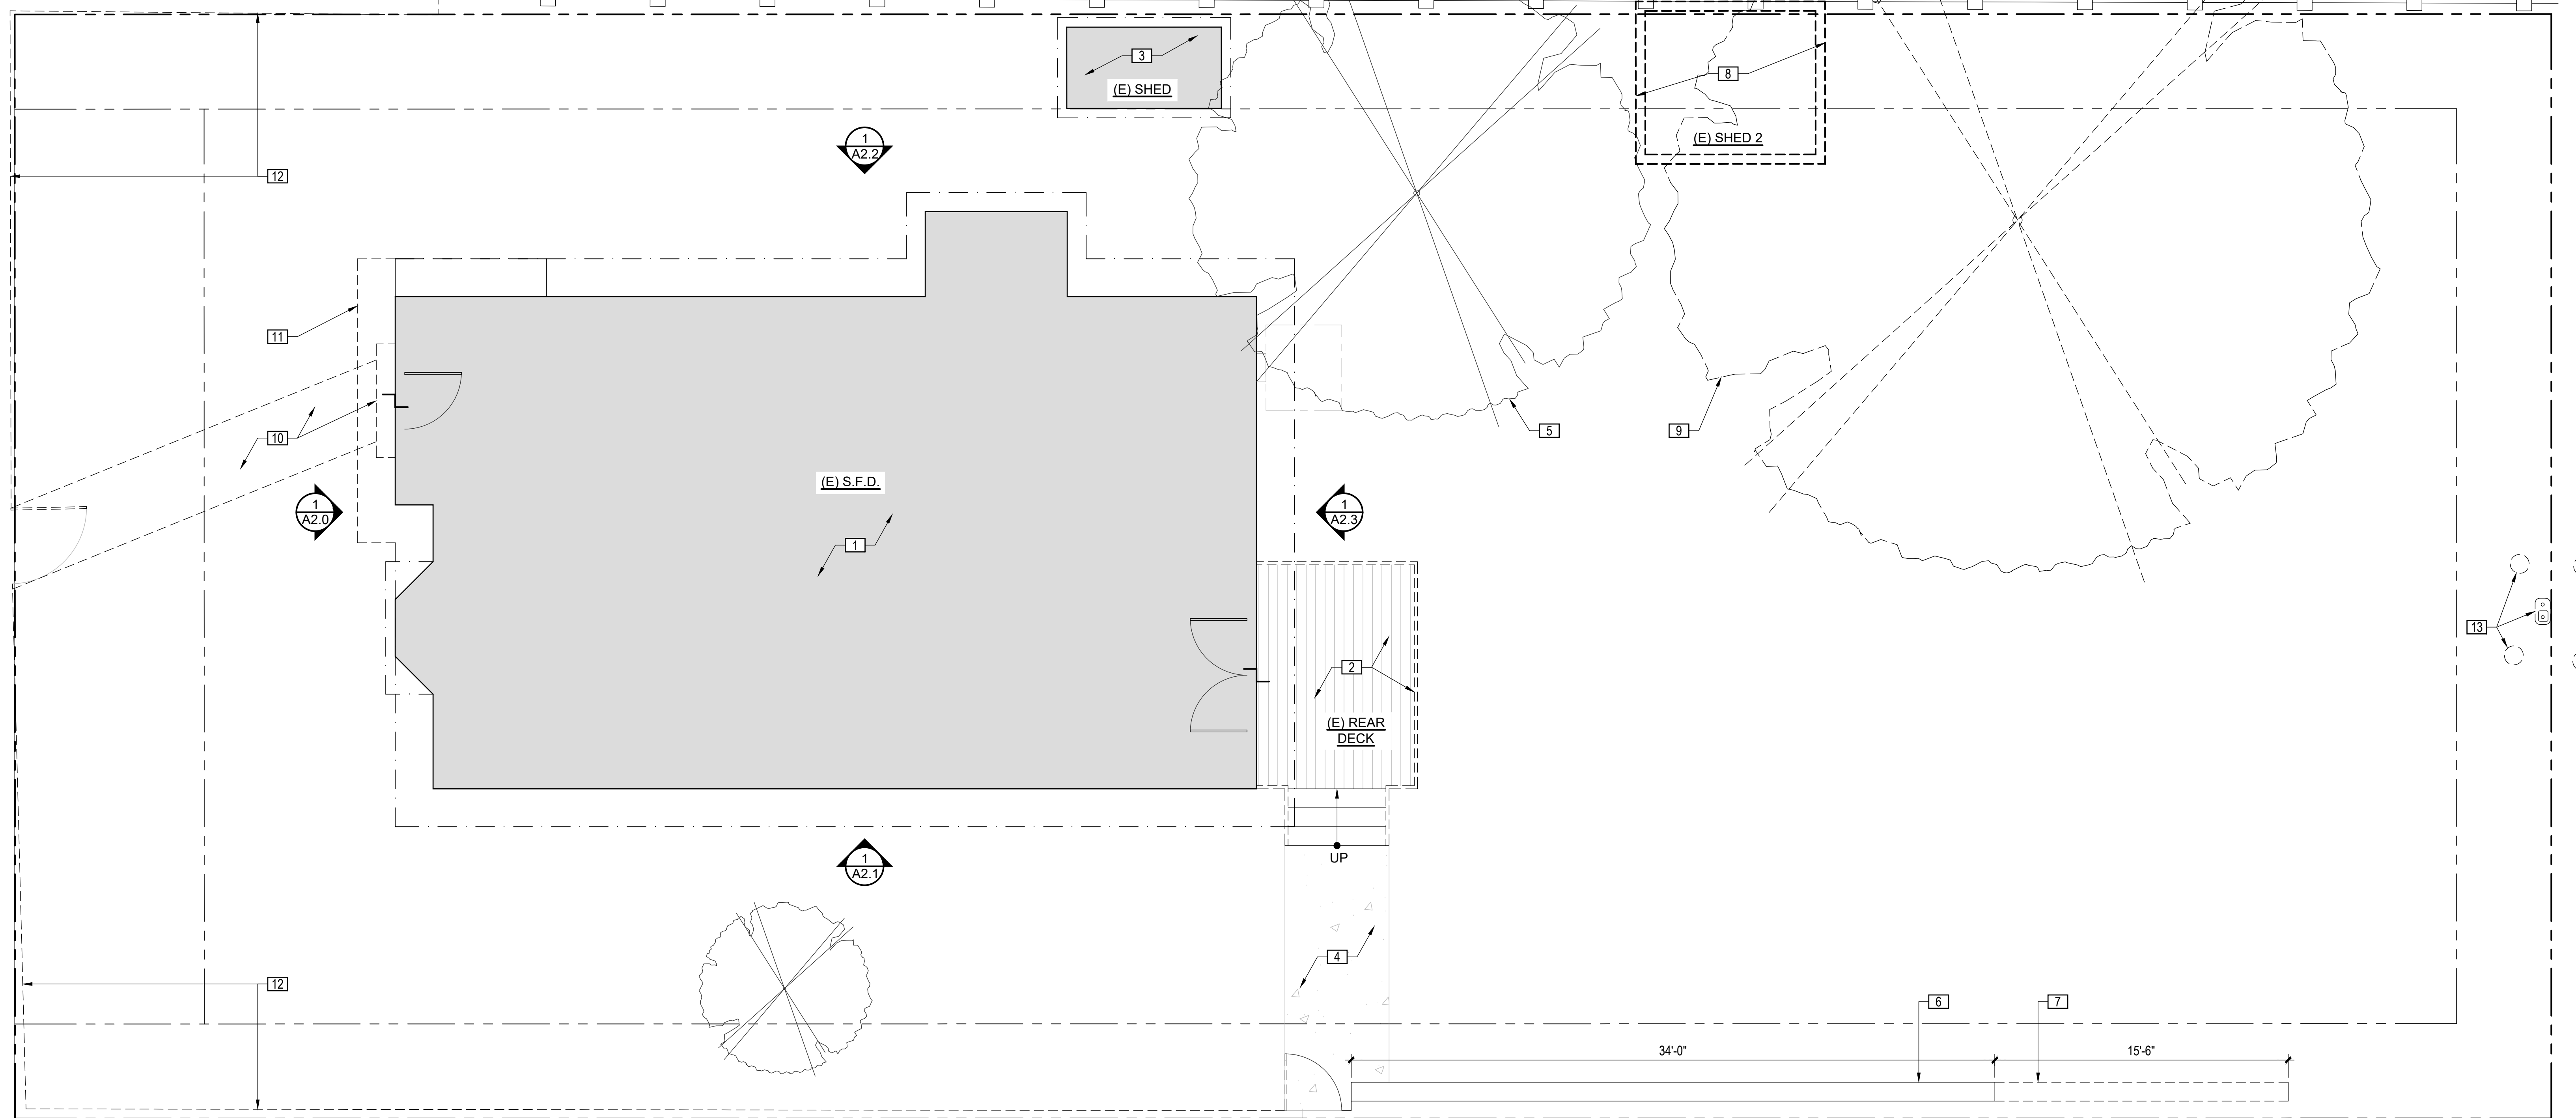 3
(E) SHED
8
(E) SHED 2
1
A2.2
12
11
5
9
10
(E) S.F.D.
1
A2.0
1
A2.3
1
13
2
(E) REAR
DECK
UP
1
A2.1
4
12
6
7
34'-0"
15'-6"